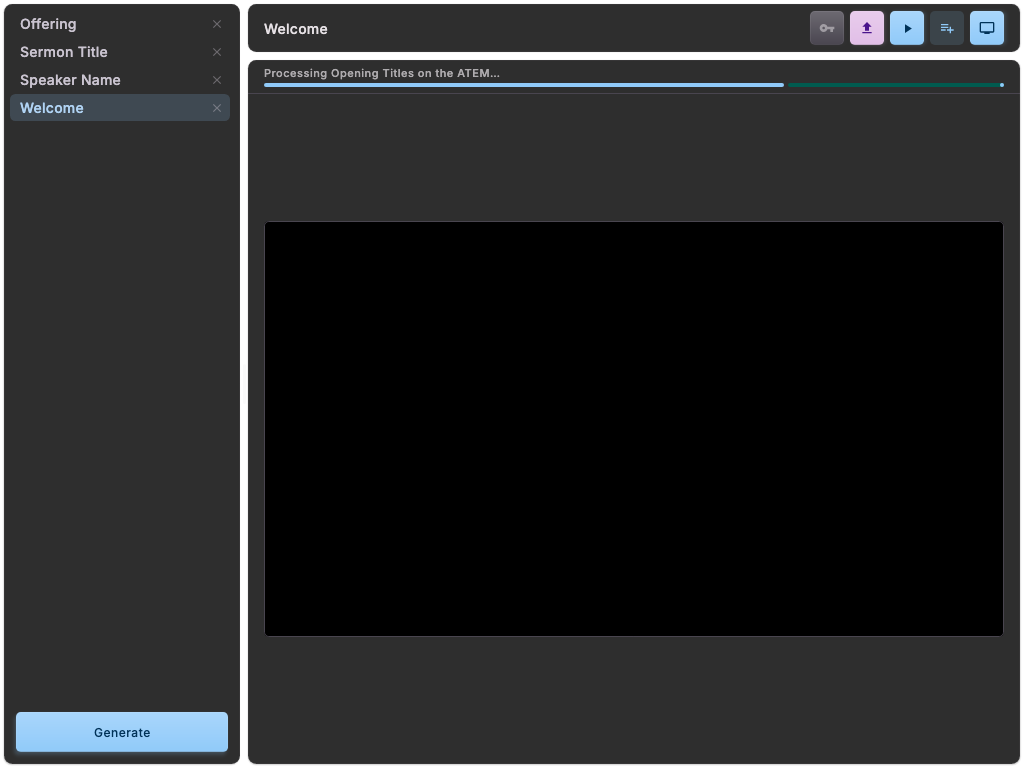 Offering
Sermon Title
Speaker Name
Welcome
Generate
Welcome
Processing Opening Titles on the ATEM...